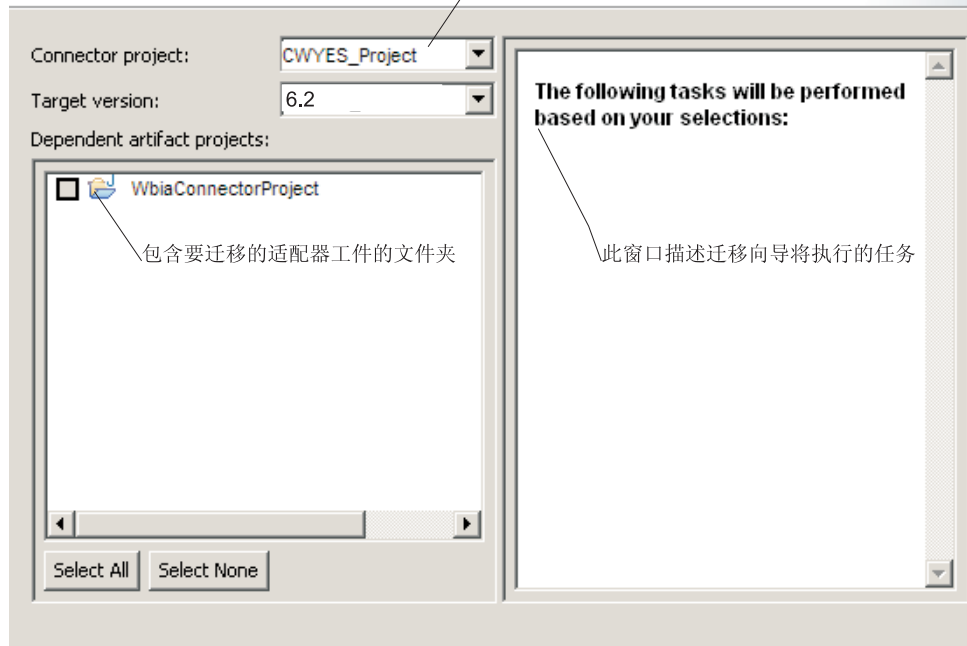 Connector project:
CWYES_Project
Target version:
6.2
Dependent artifact projects:
WbiaConnectorProject
包含要迁移的适配器工件的文件夹
Select All
Select None
The following tasks will be performed
based on your selections:
此窗口描述迁移向导将执行的任务